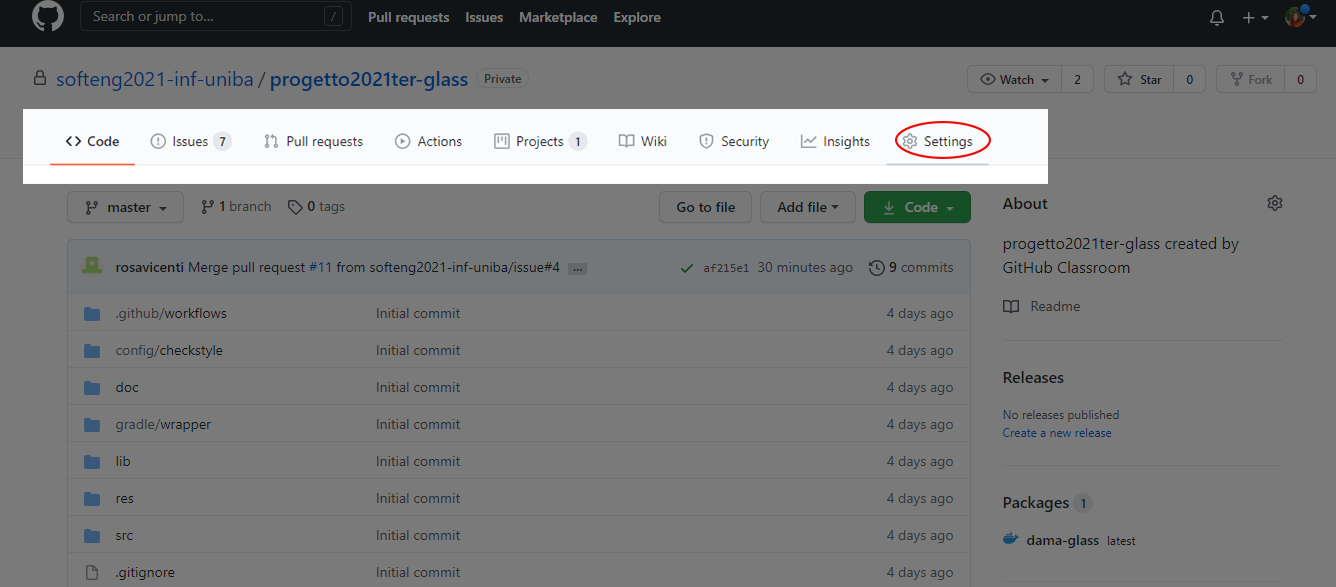 Search or jump to... / Pull requests Issues Marketplace Explore
softeng2021-inf-uniba / progetto2021ter-glass Private Watch 2 Star 0 Fork 0
Code Issues 7 Pull requests Actions Projects 1 Wiki Security Insights Settings
master 1 branch 0 tags Go to file Add file Code
About
progetto2021ter-glass created by
GitHub Classroom
Readme
Releases
No releases published
Create a new release
Packages 1
dama-glass latest
rosavicenti Merge pull request #11 from softeng2021-inf-uniba/issue#4 ... af215e1 30 minutes ago 9 commits
.github/workflows Initial commit 4 days ago
config/checkstyle Initial commit 4 days ago
doc Initial commit 4 days ago
gradle/wrapper Initial commit 4 days ago
lib Initial commit 4 days ago
res Initial commit 4 days ago
src Initial commit 4 days ago
.gitignore Initial commit 4 days ago